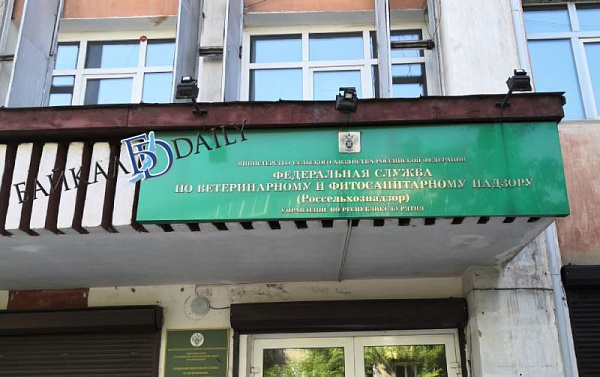 МИНИСТЕРСТВО СЕЛЬСКОГО ХОЗЯЙСТВА РОССИЙСКОЙ ФЕДЕРАЦИИ
ФЕДЕРАЛЬНАЯ СЛУЖБА
ПО ВЕТЕРИНАРНОМУ И ФИТОСАНИТАРНОМУ НАДЗОРУ
(Россельхознадзор)
УПРАВЛЕНИЕ ПО РЕСПУБЛИКЕ БУРЯТИЯ
БАЙКАЛ DAILY